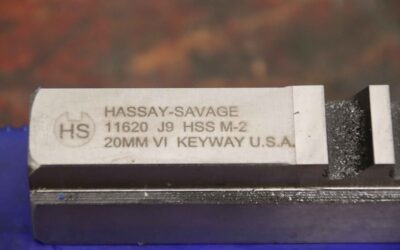 HS
HASSAY-SAVAGE
11620 J9 HSS M-2
20MM VI KEYWAY U.S.A.